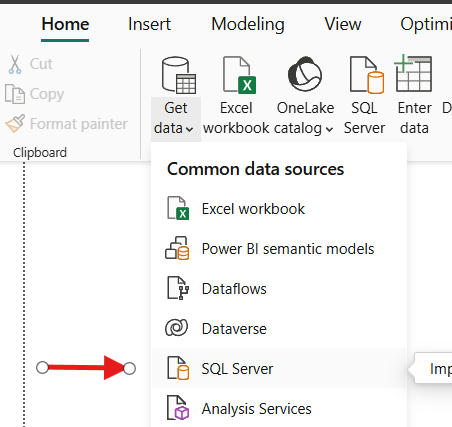 Home Insert Modeling View Optimi
Cut
Copy
Format painter
Clipboard
Get data
Excel workbook
OneLake catalog
SQL Server
Enter data
D
Common data sources
Excel workbook
Power BI semantic models
Dataflows
Dataverse
SQL Server
Imp
Analysis Services